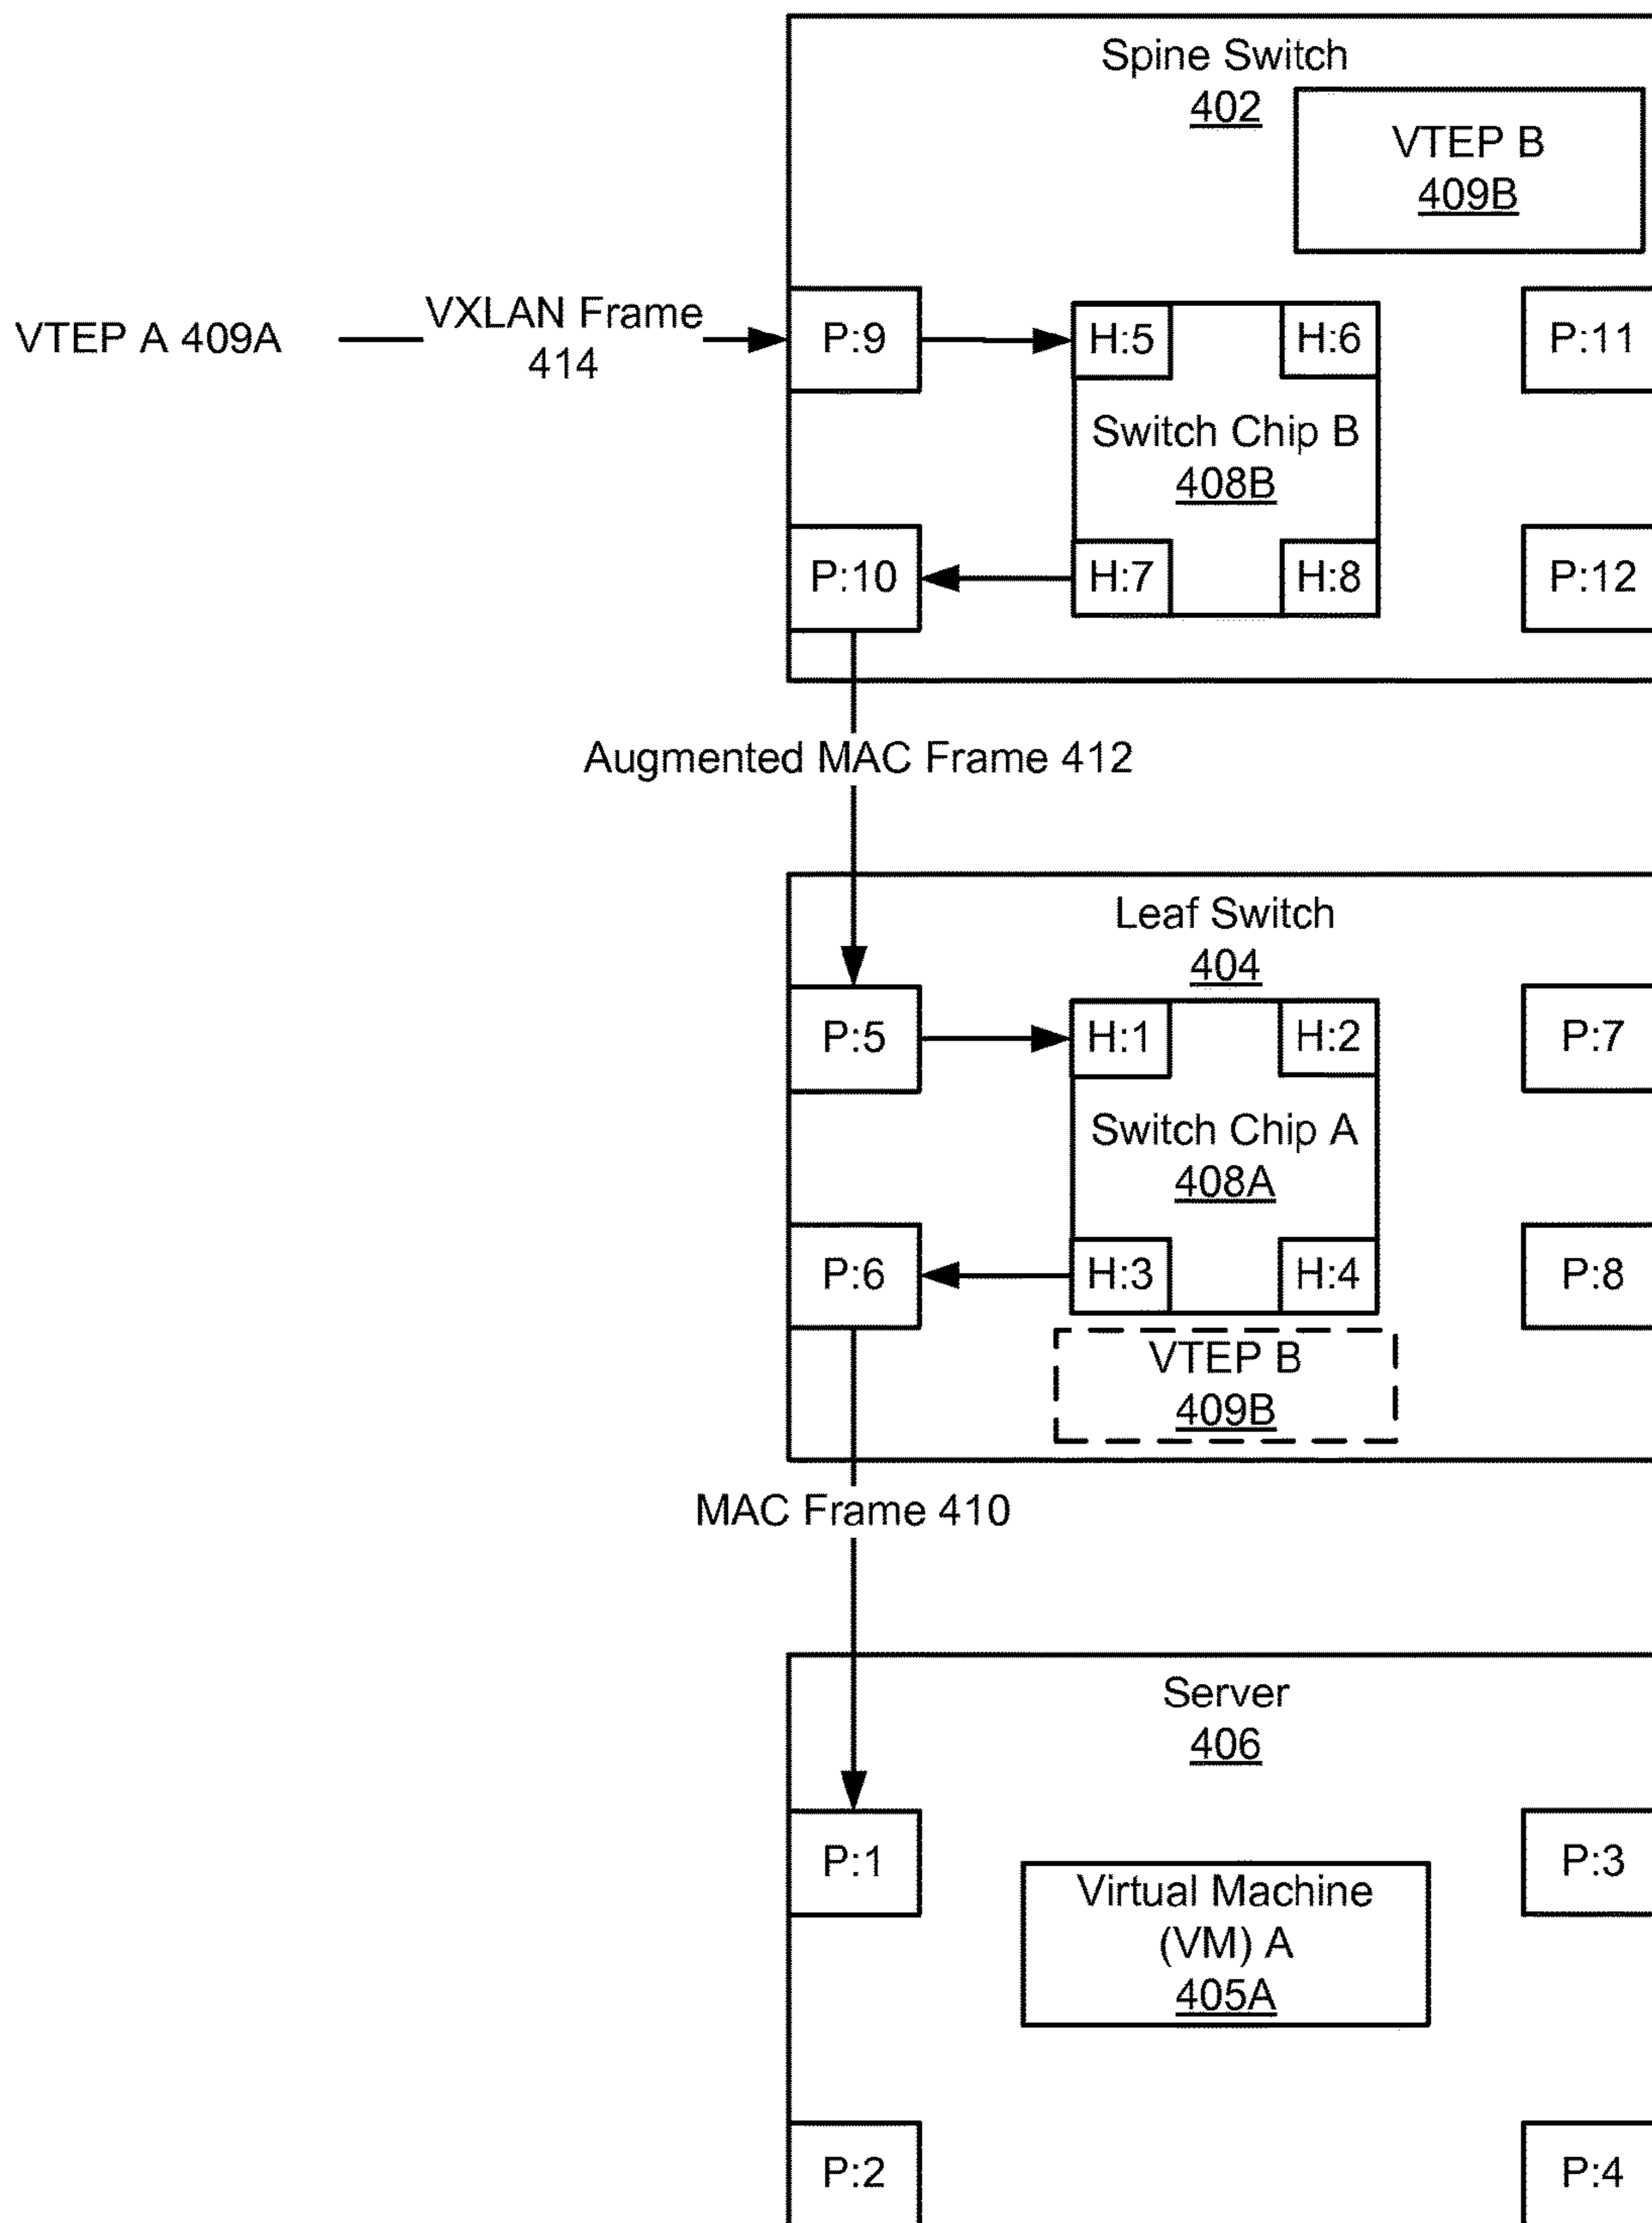 Spine Switch
402
VTEP B
409B
VTEP A 409A
VXLAN Frame
414
P:9
H:5
H:6
P:11
Switch Chip B
408B
P:10
H:7
H:8
P:12
Augmented MAC Frame 412
Leaf Switch
404
P:5
H:1
H:2
P:7
Switch Chip A
408A
P:6
H:3
H:4
P:8
VTEP B
409B
MAC Frame 410
Server
406
P:1
P:3
Virtual Machine
(VM) A
405A
P:2
P:4